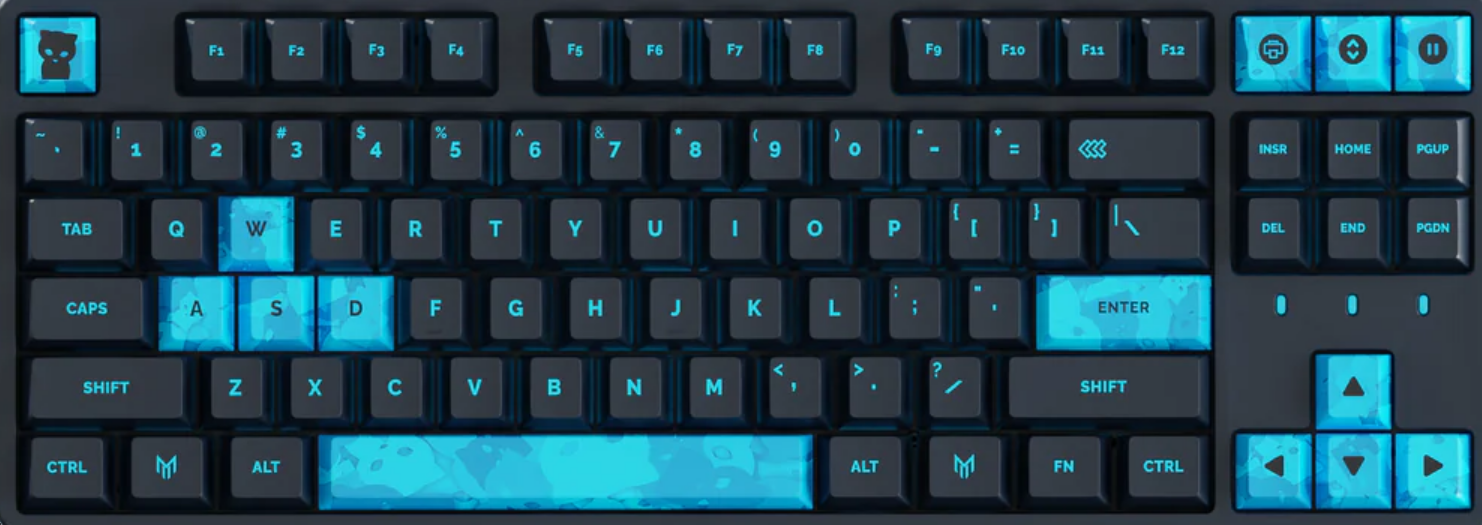 F1 F2 F3 F4 F5 F6 F7 F8 F9 F10 F11 F12
~ ` ! 1 @ 2 # 3 $ 4 % 5 ^ 6 & 7 * 8 ( 9 ) 0 - + = INSR HOME PGUP
TAB Q W E R T Y U I O P { [ } ] | \ DEL END PGDN
CAPS A S D F G H J K L : ; " ' ENTER
SHIFT Z X C V B N M < , > . ? / SHIFT
CTRL ALT ALT FN CTRL